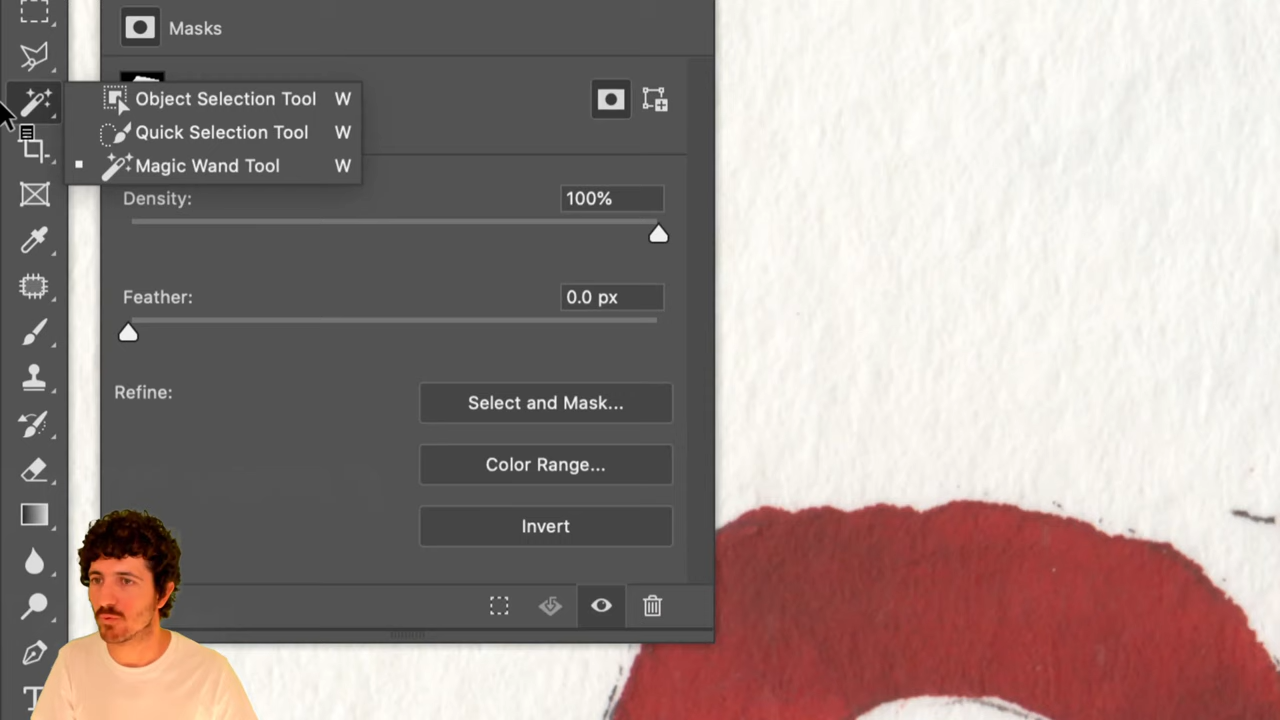 Masks
Object Selection Tool W
Quick Selection Tool W
Magic Wand Tool W
Density: 100%
Feather: 0.0 px
Refine: Select and Mask...
Color Range...
Invert
T